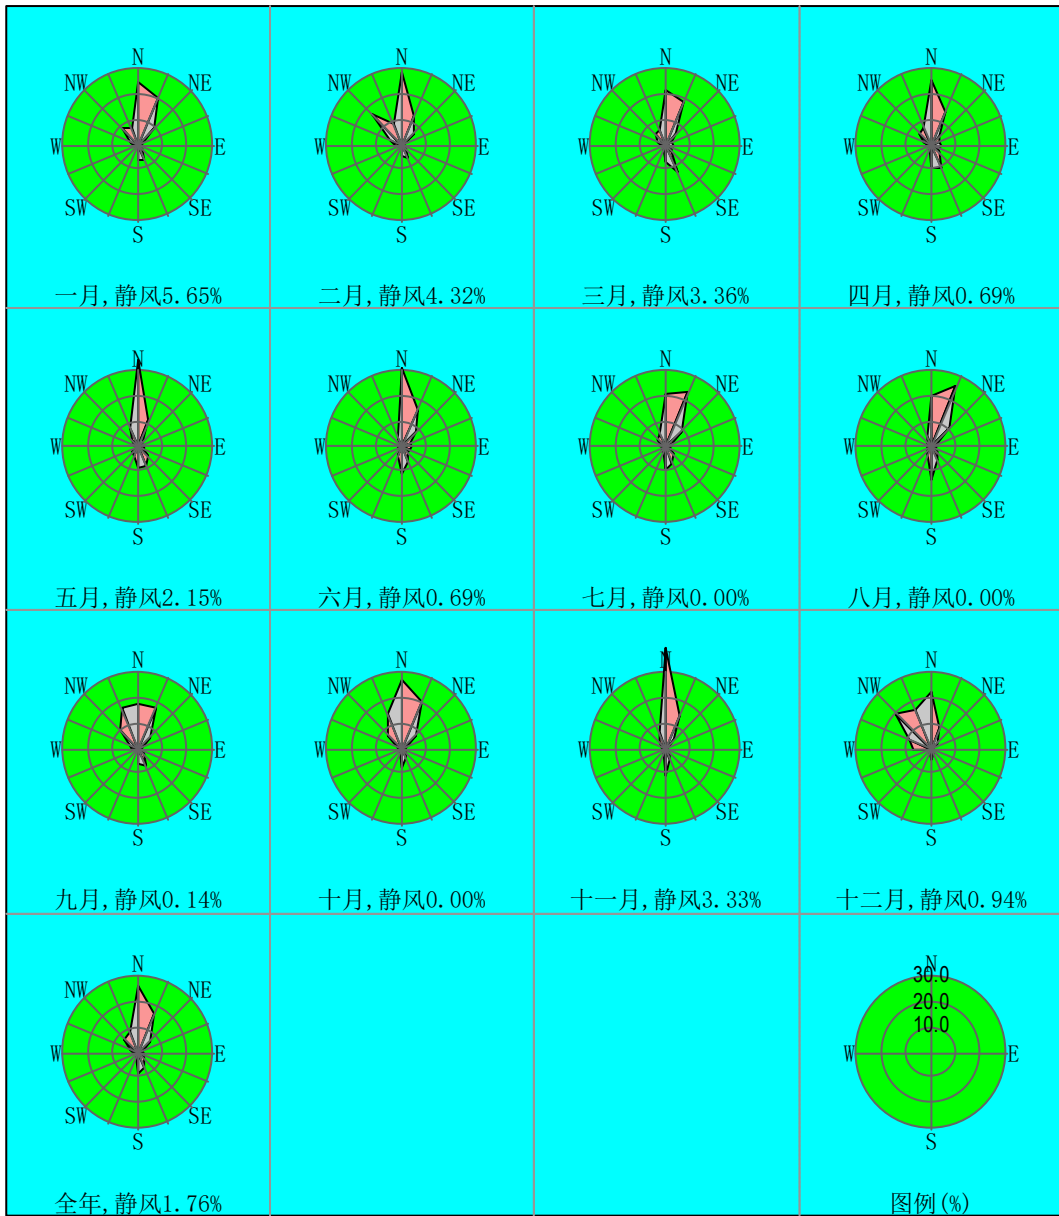 N
NW NE
W E
SW SE
S
一月,静风5.65%
N
NW NE
W E
SW SE
S
二月,静风4.32%
N
NW NE
W E
SW SE
S
三月,静风3.36%
N
NW NE
W E
SW SE
S
四月,静风0.69%
N
NW NE
W E
SW SE
S
五月,静风2.15%
N
NW NE
W E
SW SE
S
六月,静风0.69%
N
NW NE
W E
SW SE
S
七月,静风0.00%
N
NW NE
W E
SW SE
S
八月,静风0.00%
N
NW NE
W E
SW SE
S
九月,静风0.14%
N
NW NE
W E
SW SE
S
十月,静风0.00%
N
NW NE
W E
SW SE
S
十一月,静风3.33%
N
NW NE
W E
SW SE
S
十二月,静风0.94%
N
NW NE
W E
SW SE
S
全年,静风1.76%
N
30.0
20.0
10.0
W E
S
图例(%)